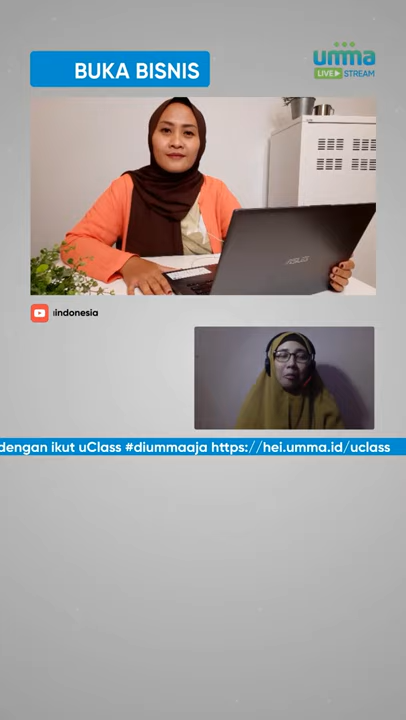 umma
LIVE STREAM
BUKA BISNIS
ASUS
indonesia
dengan ikut uClass #diummaaja https://hei.umma.id/uclass